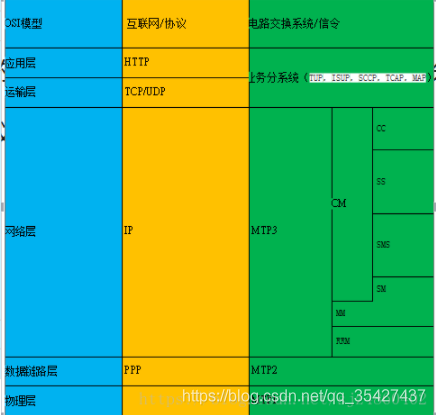 OSI模型 互联网/协议 电路交换系统/信令
应用层 HTTP
业务分系统（TUP，ISUP，SCCP，TCAP，MAP）
运输层 TCP/UDP
网络层 IP MTP3 CM
CC
SS
SMS
SM
MM
RRM
数据链路层 PPP MTP2
物理层
https://blog.csdn.net/qq_35427437